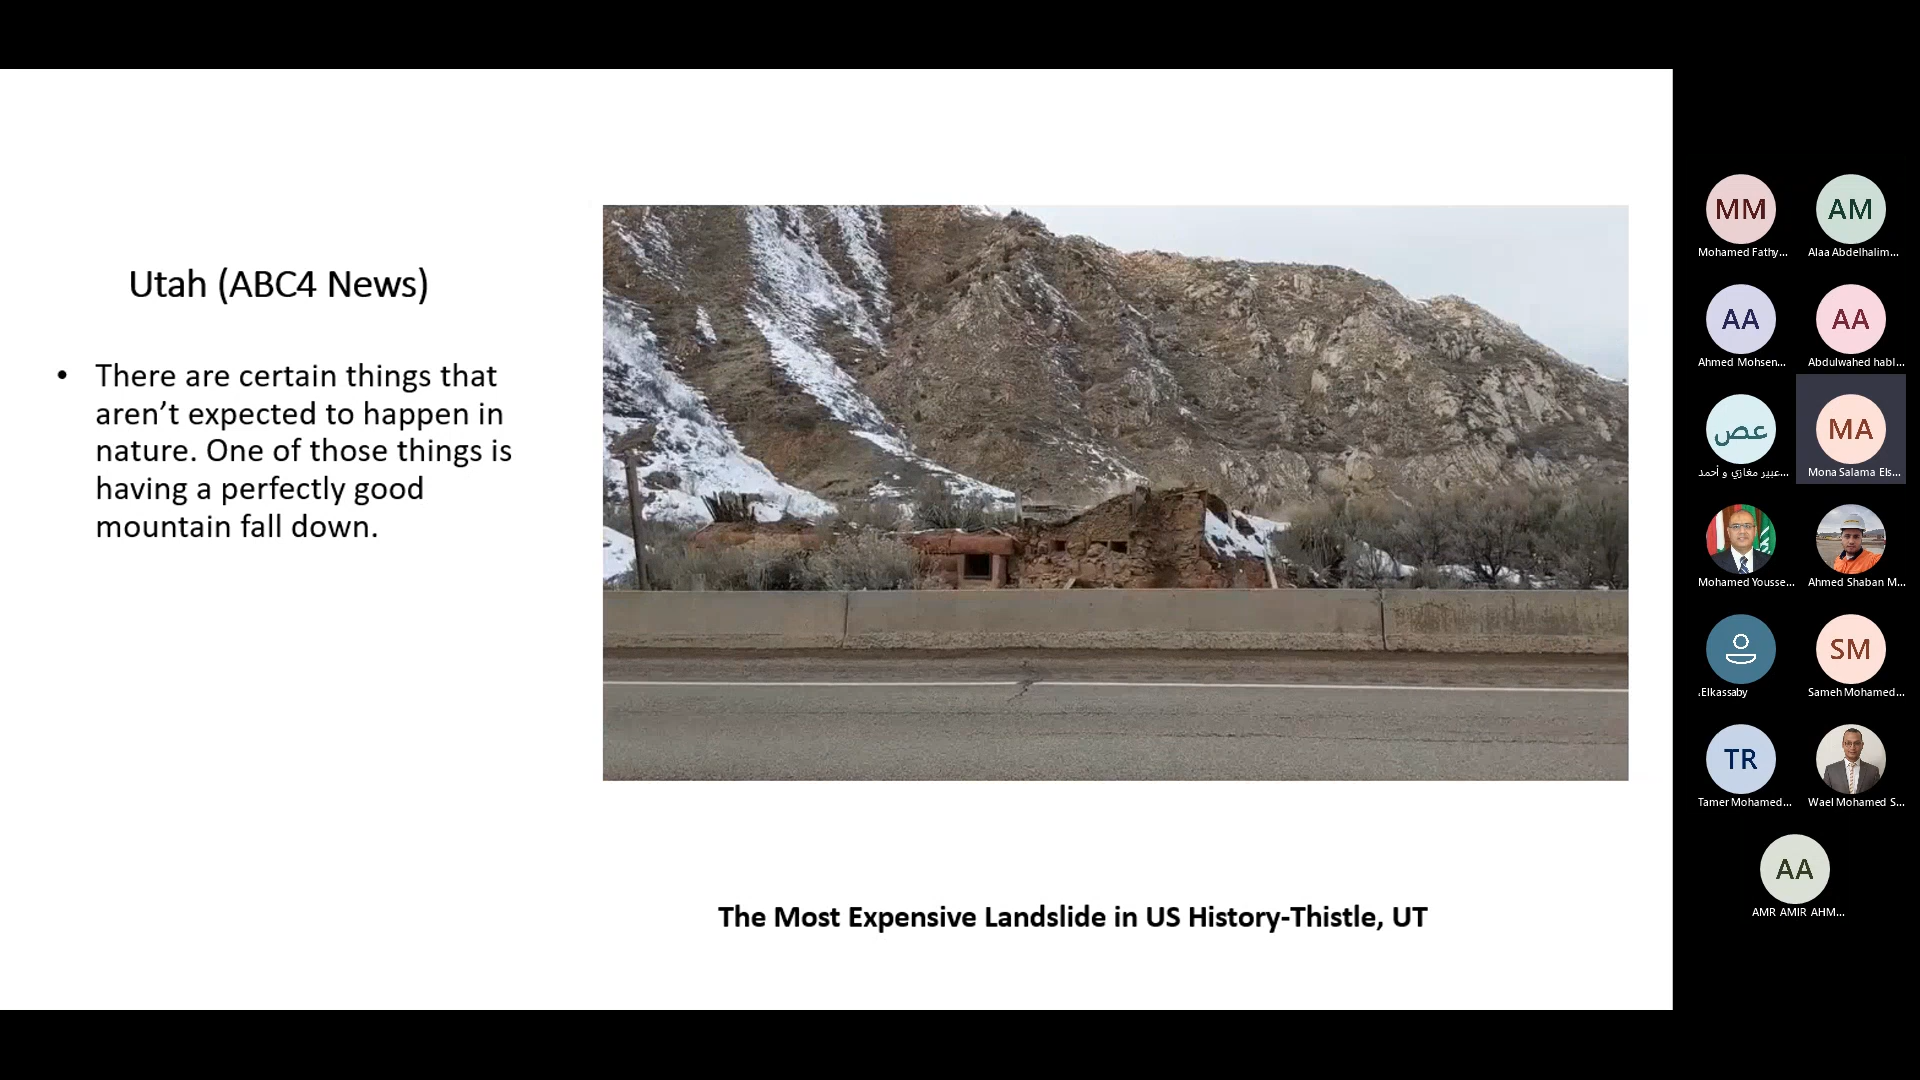 Utah (ABC4 News)
• There are certain things that
aren’t expected to happen in
nature. One of those things is
having a perfectly good
mountain fall down.
The Most Expensive Landslide in US History-Thistle, UT
MM
Mohamed Fathy...
AM
Alaa Abdelhalim...
AA
Ahmed Mohsen...
AA
Abdulwahed habl...
عص
عبير مغازي و أحمد...
MA
Mona Salama Els...
Mohamed Yousse...
Ahmed Shaban M...
.Elkassaby
SM
Sameh Mohamed...
TR
Tamer Mohamed...
Wael Mohamed S...
AA
AMR AMIR AHM...